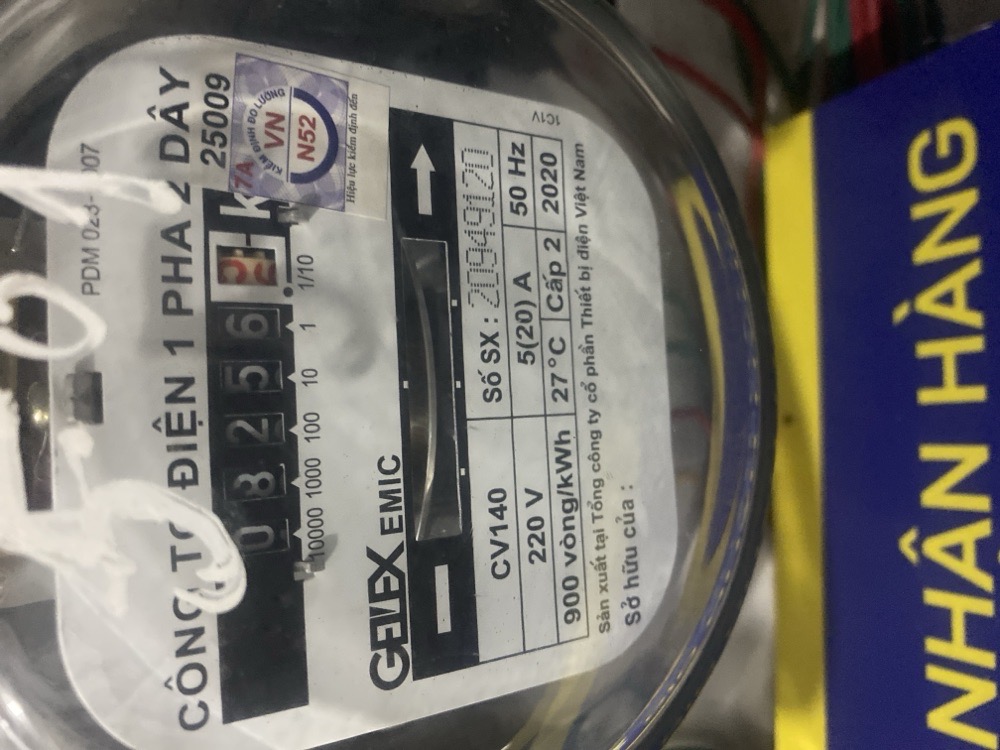 PDM 023-
CÔNG TƠ ĐIỆN 1 PHA 2 DÂY
25009
KIỂM ĐỊNH ĐO LƯỜNG
VN
N52
7A
Hiệu lực kiểm định đến
0 8 2 5 6
k
10000 1000 100 10 1 1/10
GELEX EMIC
CV140
Số SX : 20949120
220 V
5(20) A
50 Hz
900 vòng/kWh
27°C
Cấp 2
2020
1C1V
Sản xuất tại Tổng công ty cổ phần Thiết bị điện Việt Nam
Sở hữu của :
NHÂN HÀNG